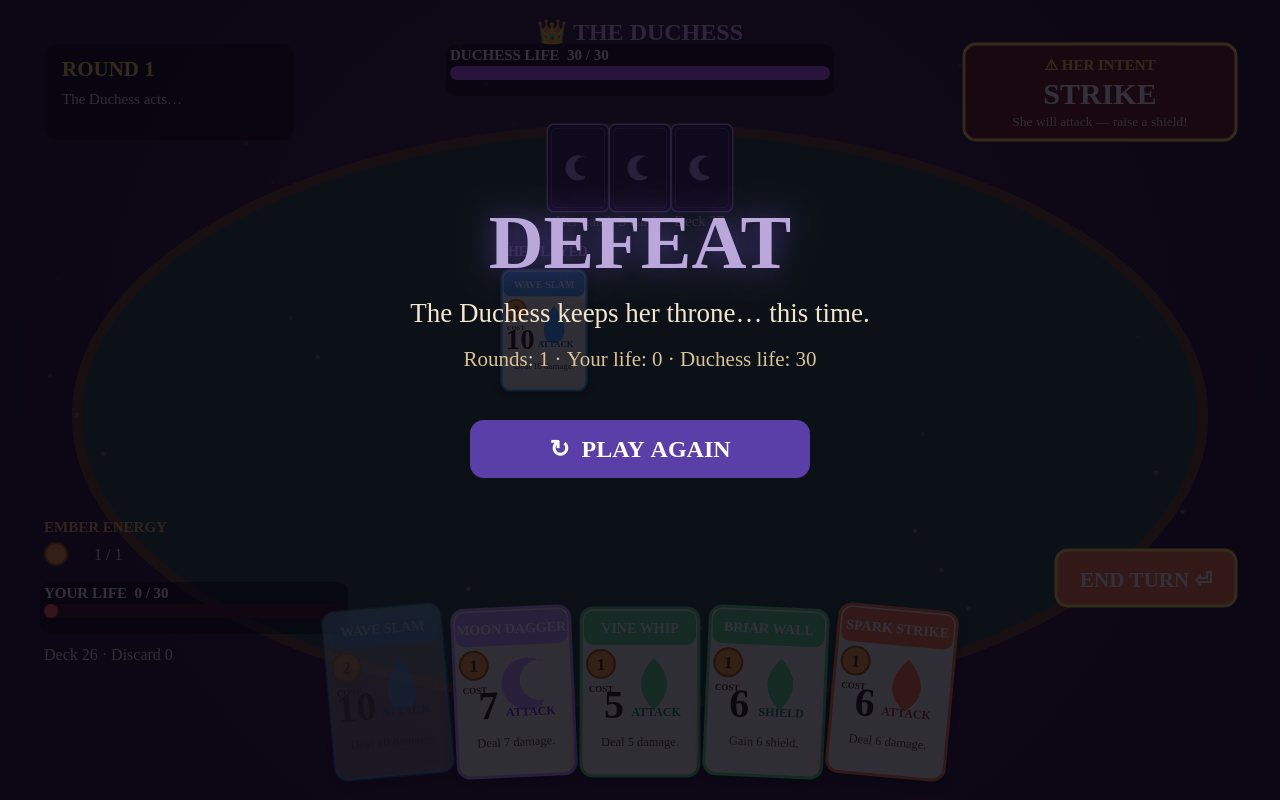 👑 THE DUCHESS
DUCHESS LIFE 30 / 30
ROUND 1
The Duchess acts…
⚠ HER INTENT
STRIKE
She will attack — raise a shield!
DEFEAT
WAVE SLAM
The Duchess keeps her throne… this time.
COST
10 ATTACK
Rounds: 1 · Your life: 0 · Duchess life: 30
↻ PLAY AGAIN
EMBER ENERGY
1 / 1
YOUR LIFE 0 / 30
Deck 26 · Discard 0
END TURN ⏎
WAVE SLAM
2
COST
10 ATTACK
Deal 10 damage.
MOON DAGGER
1
COST
7 ATTACK
Deal 7 damage.
VINE WHIP
1
COST
5 ATTACK
Deal 5 damage.
BRIAR WALL
1
COST
6 SHIELD
Gain 6 shield.
SPARK STRIKE
1
COST
6 ATTACK
Deal 6 damage.